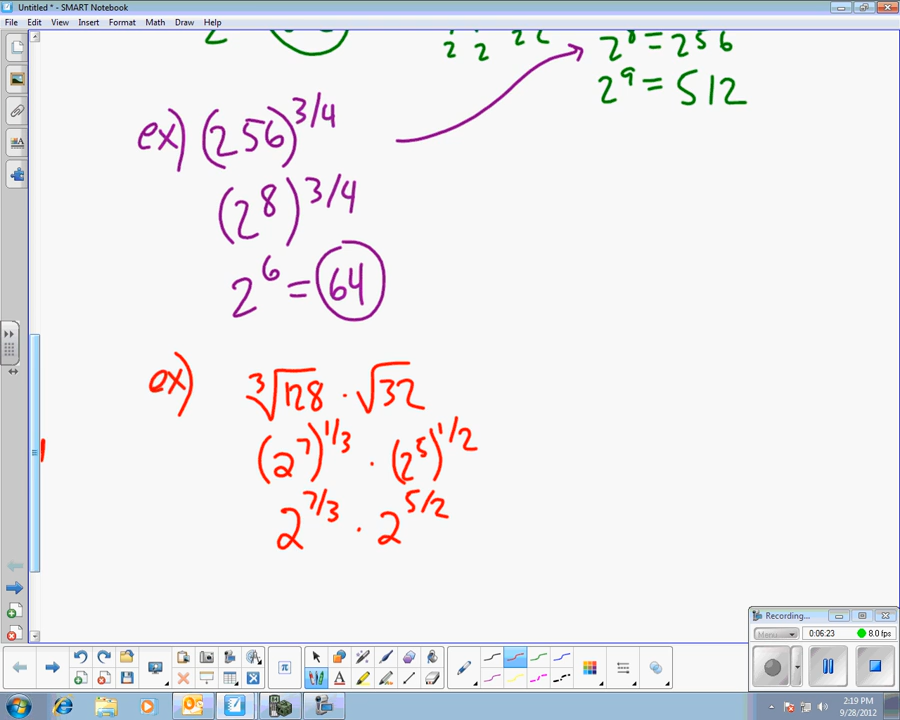 Untitled * - SMART Notebook
File Edit View Insert Format Math Draw Help
2⁸ = 256
2⁹ = 512
ex) (256)^3/4
(2⁸)^3/4
2⁶ = 64
ex) ³√128 · √32
(2⁷)^1/3 · (2⁵)^1/2
2^7/3 · 2^5/2
Recording...
Menu 0:06:23 8.0 fps
2:19 PM
9/28/2012